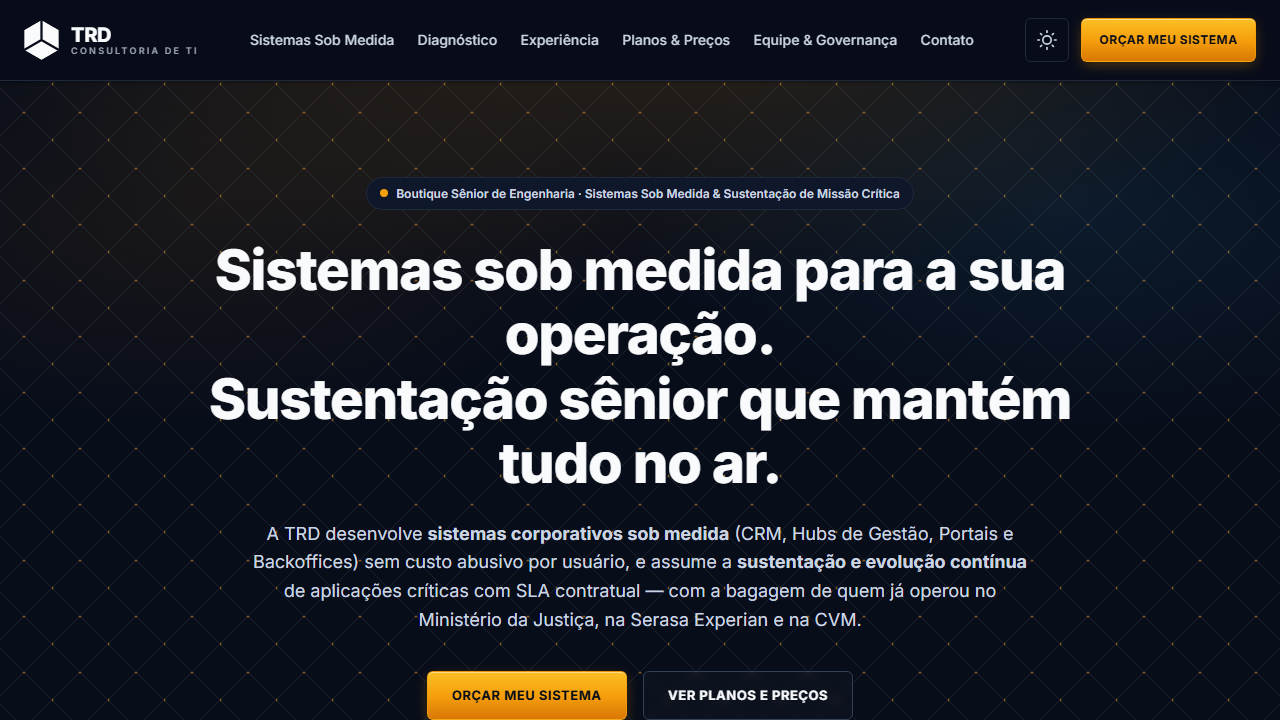 TRD
CONSULTORIA DE TI
Sistemas Sob Medida
Diagnóstico
Experiência
Planos & Preços
Equipe & Governança
Contato
ORÇAR MEU SISTEMA
Boutique Sênior de Engenharia · Sistemas Sob Medida & Sustentação de Missão Crítica
Sistemas sob medida para a sua
operação.
Sustentação sênior que mantém
tudo no ar.
A TRD desenvolve sistemas corporativos sob medida (CRM, Hubs de Gestão, Portais e
Backoffices) sem custo abusivo por usuário, e assume a sustentação e evolução contínua
de aplicações críticas com SLA contratual — com a bagagem de quem já operou no
Ministério da Justiça, na Serasa Experian e na CVM.
ORÇAR MEU SISTEMA
VER PLANOS E PREÇOS